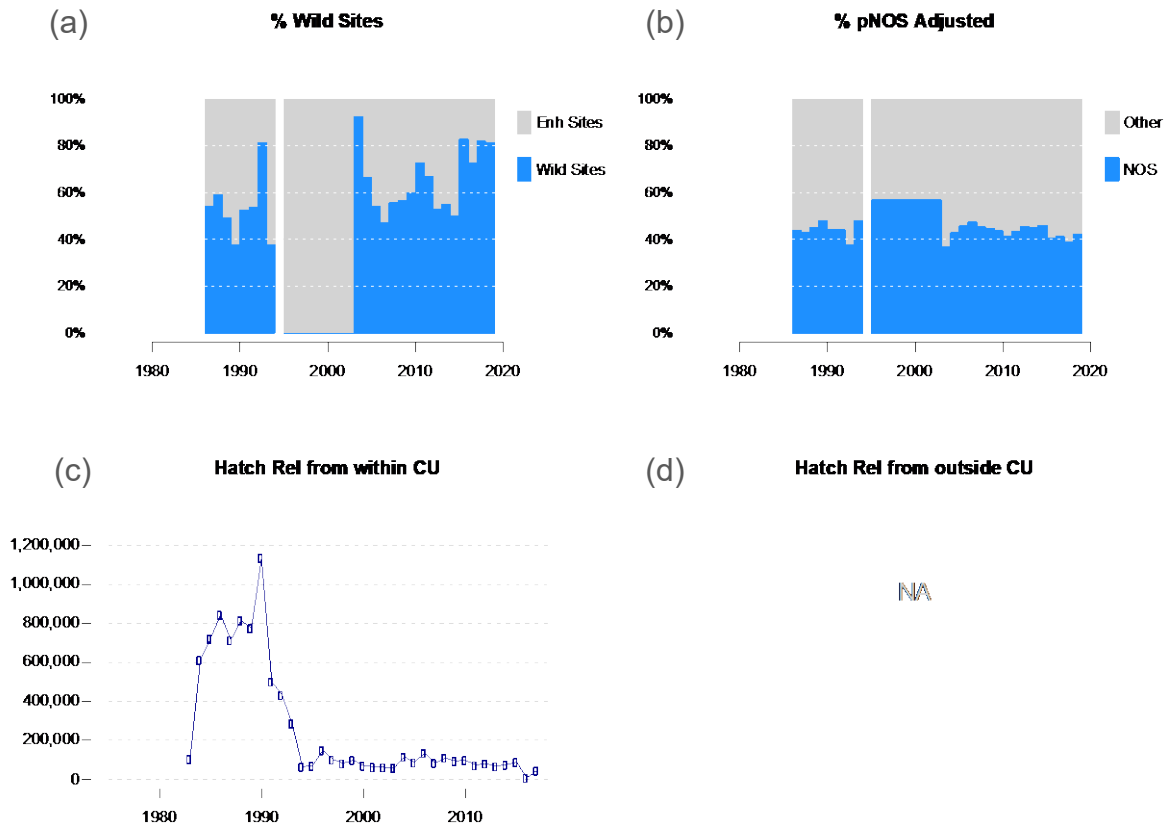 (a)
% Wild Sites
100%
80%
60%
40%
20%
0%
1980 1990 2000 2010 2020
Enh Sites
Wild Sites
(b)
% pNOS Adjusted
100%
80%
60%
40%
20%
0%
1980 1990 2000 2010 2020
Other
NOS
(c)
Hatch Rel from within CU
1,200,000
1,000,000
800,000
600,000
400,000
200,000
0
1980 1990 2000 2010
(d)
Hatch Rel from outside CU
NA